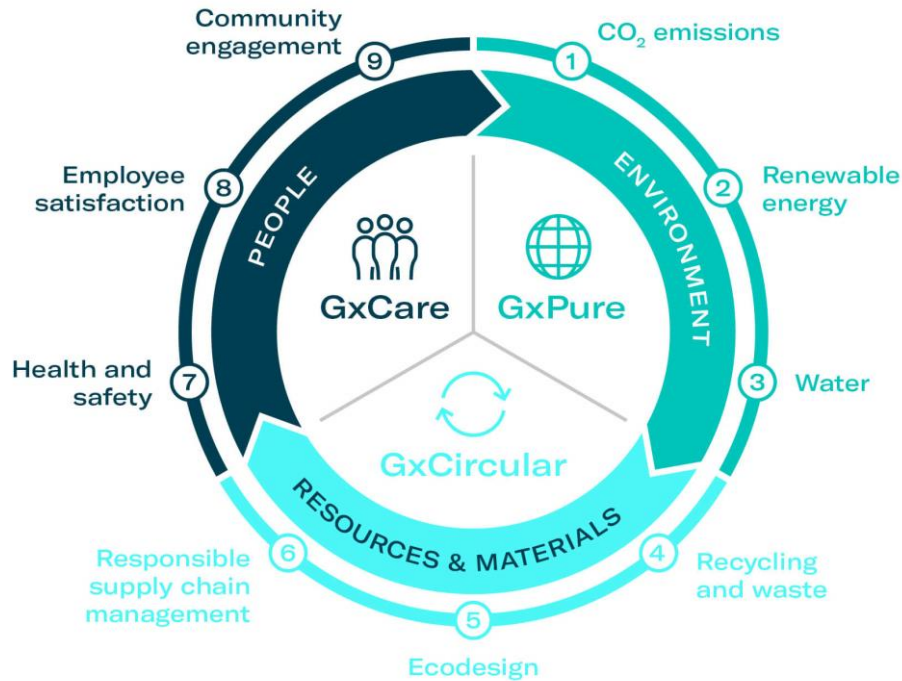 Community
engagement
9
CO₂ emissions
1
Employee
satisfaction
8
PEOPLE
ENVIRONMENT
2
Renewable
energy
GxCare
GxPure
Health and
safety
7
3
Water
GxCircular
RESOURCES & MATERIALS
Responsible
supply chain
management
6
4
Recycling
and waste
5
Ecodesign